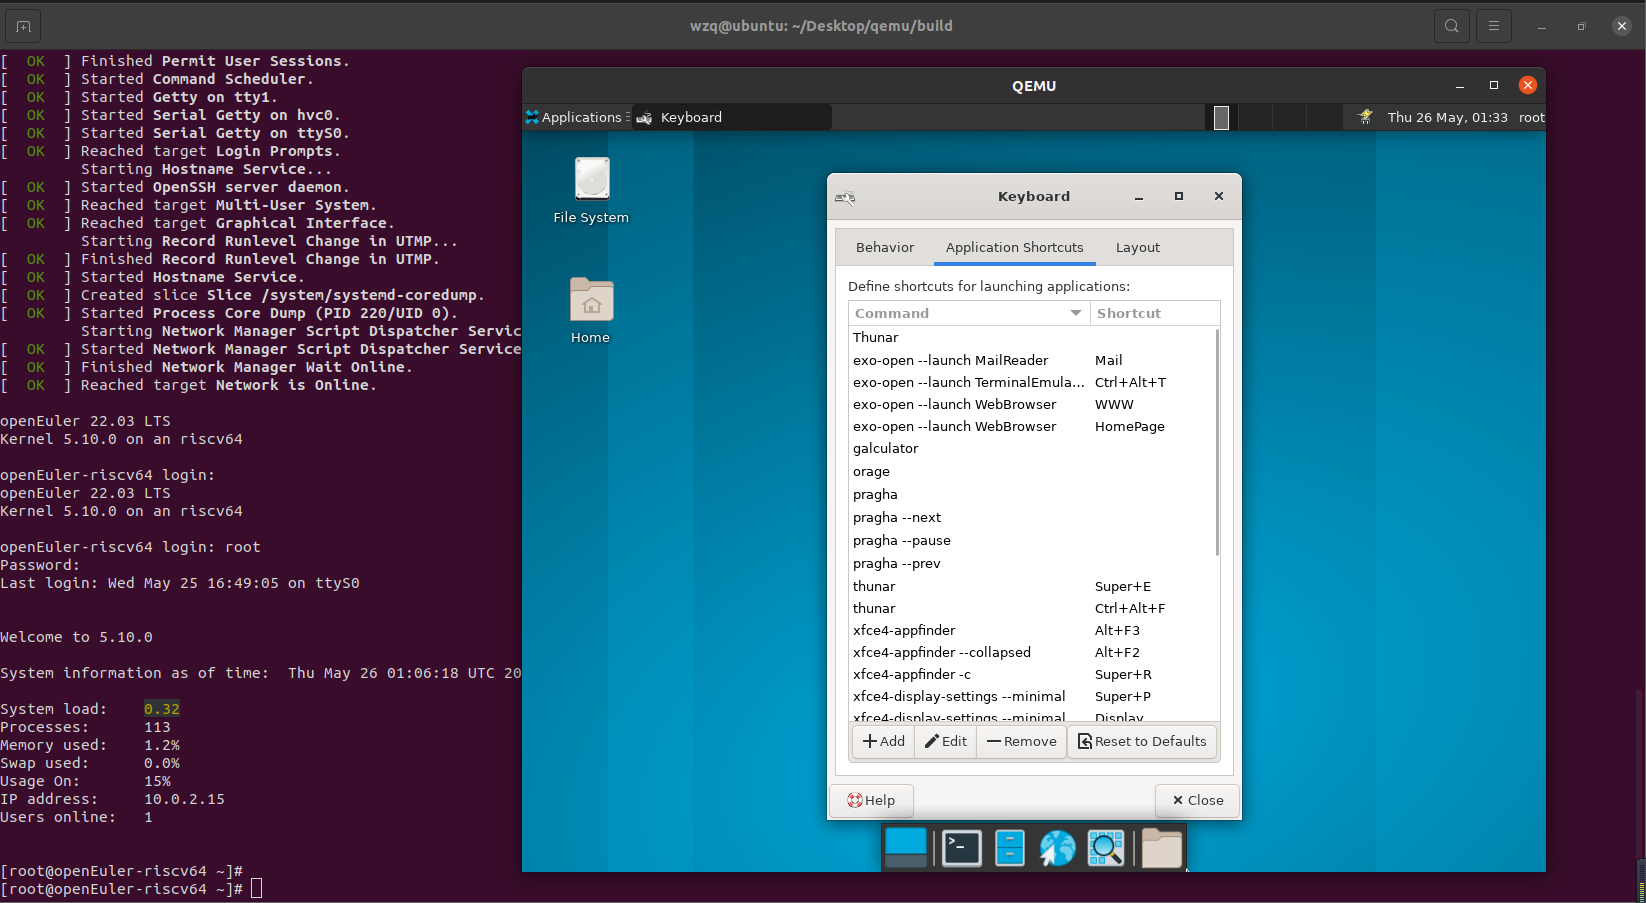 wzq@ubuntu: ~/Desktop/qemu/build
[  OK  ] Finished Permit User Sessions.
[  OK  ] Started Command Scheduler.
[  OK  ] Started Getty on tty1.
[  OK  ] Started Serial Getty on hvc0.
[  OK  ] Started Serial Getty on ttyS0.
[  OK  ] Reached target Login Prompts.
Starting Hostname Service...
[  OK  ] Started OpenSSH server daemon.
[  OK  ] Reached target Multi-User System.
[  OK  ] Reached target Graphical Interface.
Starting Record Runlevel Change in UTMP...
[  OK  ] Finished Record Runlevel Change in UTMP.
[  OK  ] Started Hostname Service.
[  OK  ] Created slice Slice /system/systemd-coredump.
[  OK  ] Started Process Core Dump (PID 220/UID 0).
Starting Network Manager Script Dispatcher Servic
[  OK  ] Started Network Manager Script Dispatcher Service
[  OK  ] Finished Network Manager Wait Online.
[  OK  ] Reached target Network is Online.
openEuler 22.03 LTS
Kernel 5.10.0 on an riscv64
openEuler-riscv64 login:
openEuler 22.03 LTS
Kernel 5.10.0 on an riscv64
openEuler-riscv64 login: root
Password:
Last login: Wed May 25 16:49:05 on ttyS0
Welcome to 5.10.0
System information as of time:  Thu May 26 01:06:18 UTC 20
System load:    0.32
Processes:      113
Memory used:    1.2%
Swap used:      0.0%
Usage On:       15%
IP address:     10.0.2.15
Users online:   1
[root@openEuler-riscv64 ~]#
[root@openEuler-riscv64 ~]#
QEMU
Applications Keyboard Thu 26 May, 01:33 root
File System
Home
Keyboard
Behavior Application Shortcuts Layout
Define shortcuts for launching applications:
Command Shortcut
Thunar
exo-open --launch MailReader Mail
exo-open --launch TerminalEmula... Ctrl+Alt+T
exo-open --launch WebBrowser WWW
exo-open --launch WebBrowser HomePage
galculator
orage
pragha
pragha --next
pragha --pause
pragha --prev
thunar Super+E
thunar Ctrl+Alt+F
xfce4-appfinder Alt+F3
xfce4-appfinder --collapsed Alt+F2
xfce4-appfinder -c Super+R
xfce4-display-settings --minimal Super+P
xfce4-display-settings --minimal Display
Add Edit Remove Reset to Defaults
Help Close